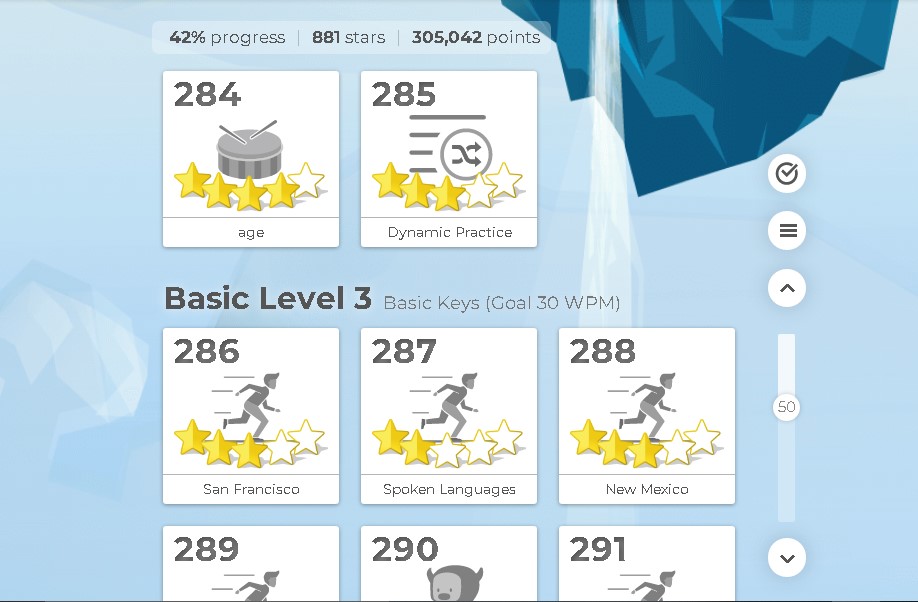 42% progress | 881 stars | 305,042 points
284
285
age
Dynamic Practice
Basic Level 3 Basic Keys (Goal 30 WPM)
286
287
288
San Francisco
Spoken Languages
New Mexico
50
289
290
291